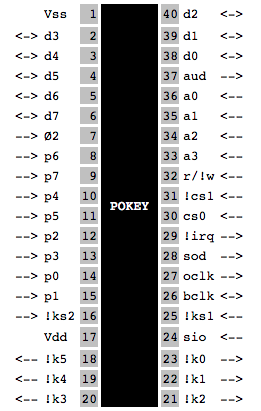 Vss 1 40 d2 <->
<-> d3 2 39 d1 <->
<-> d4 3 38 d0 <->
<-> d5 4 37 aud -->
<-> d6 5 36 a0 <--
<-> d7 6 35 a1 <--
--> Ø2 7 34 a2 <--
--> p6 8 33 a3 <--
--> p7 9 32 r/!w <--
--> p4 10 31 !cs1 <--
--> p5 11 POKEY 30 cs0 <--
--> p2 12 29 !irq -->
--> p3 13 28 sod -->
--> p0 14 27 oclk -->
--> p1 15 26 bclk <->
--> !ks2 16 25 !ks1 <--
Vdd 17 24 sio <--
<-- !k5 18 23 !k0 -->
<-- !k4 19 22 !k1 -->
<-- !k3 20 21 !k2 -->